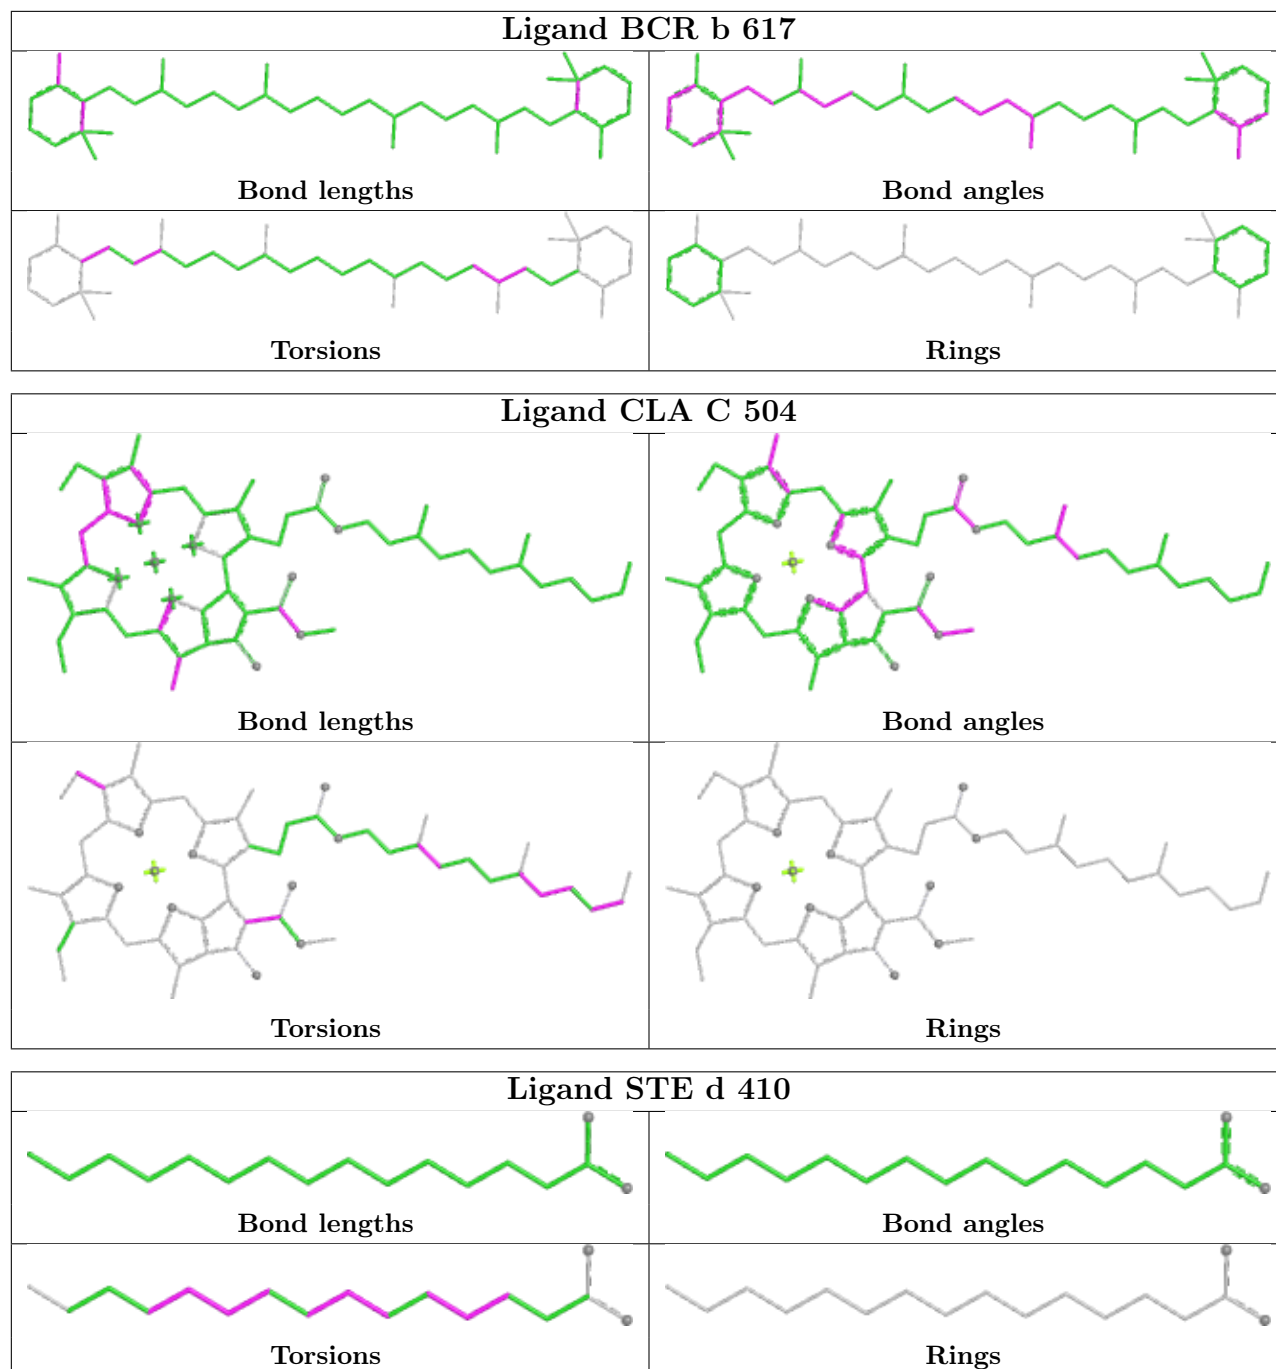 Ligand BCR b 617
Bond lengths
Bond angles
Torsions
Rings
Ligand CLA C 504
Bond lengths
Bond angles
Torsions
Rings
Ligand STE d 410
Bond lengths
Bond angles
Torsions
Rings